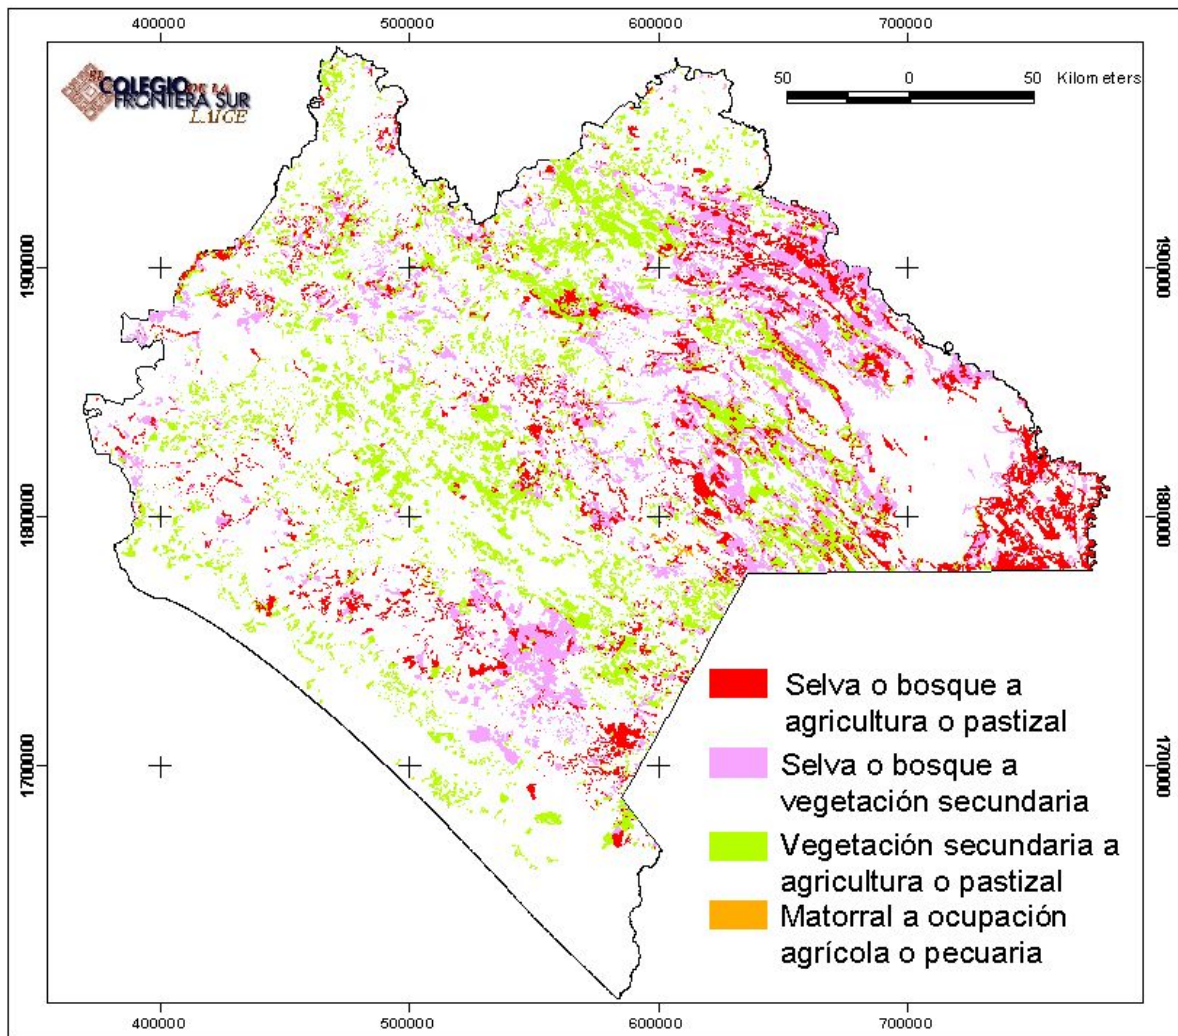 400000 500000 600000 700000
EL
COLEGIO DE LA
FRONTERA SUR
LAIGE
50 0 50 Kilometers
1900000 1900000
1800000 1800000
1700000 1700000
Selva o bosque a
agricultura o pastizal
Selva o bosque a
vegetación secundaria
Vegetación secundaria a
agricultura o pastizal
Matorral a ocupación
agrícola o pecuaria
400000 500000 600000 700000